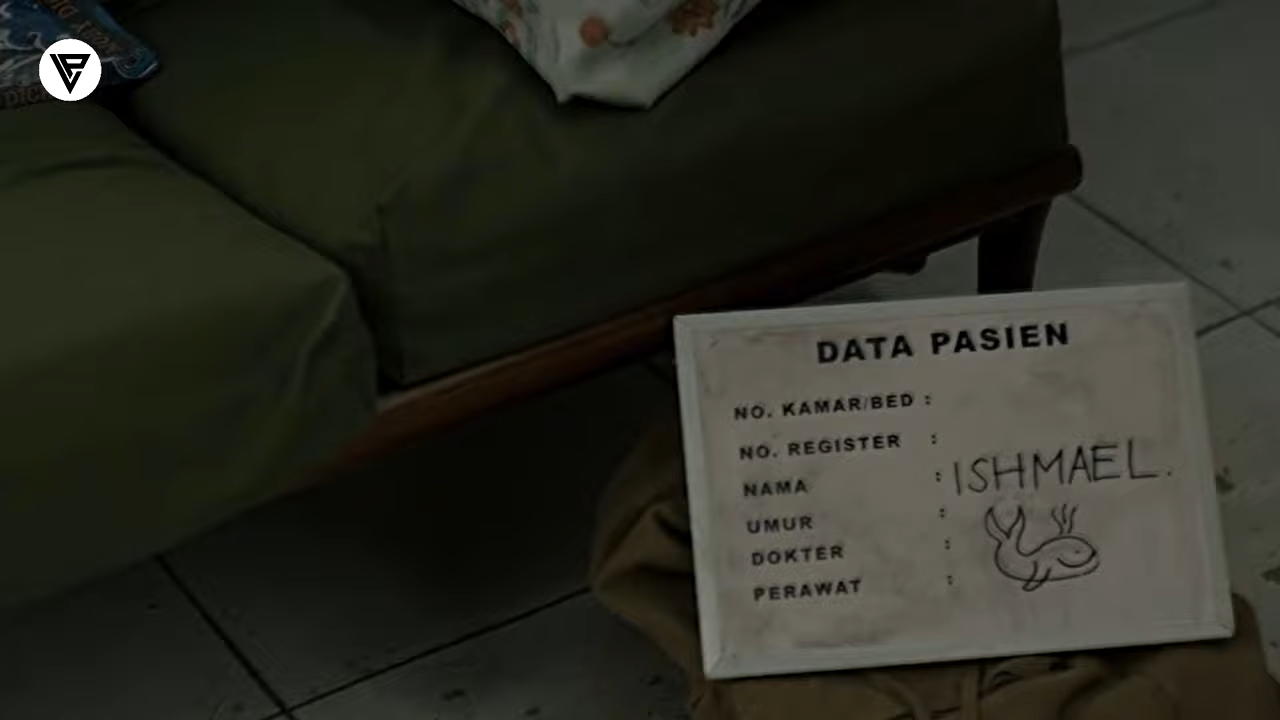 DATA PASIEN
NO. KAMAR/BED :
NO. REGISTER :
NAMA : ISHMAEL.
UMUR :
DOKTER :
PERAWAT :